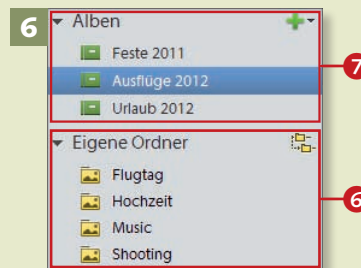 6
Alben
Feste 2011
Ausflüge 2012
Urlaub 2012
7
Eigene Ordner
Flugtag
Hochzeit
Music
Shooting
6